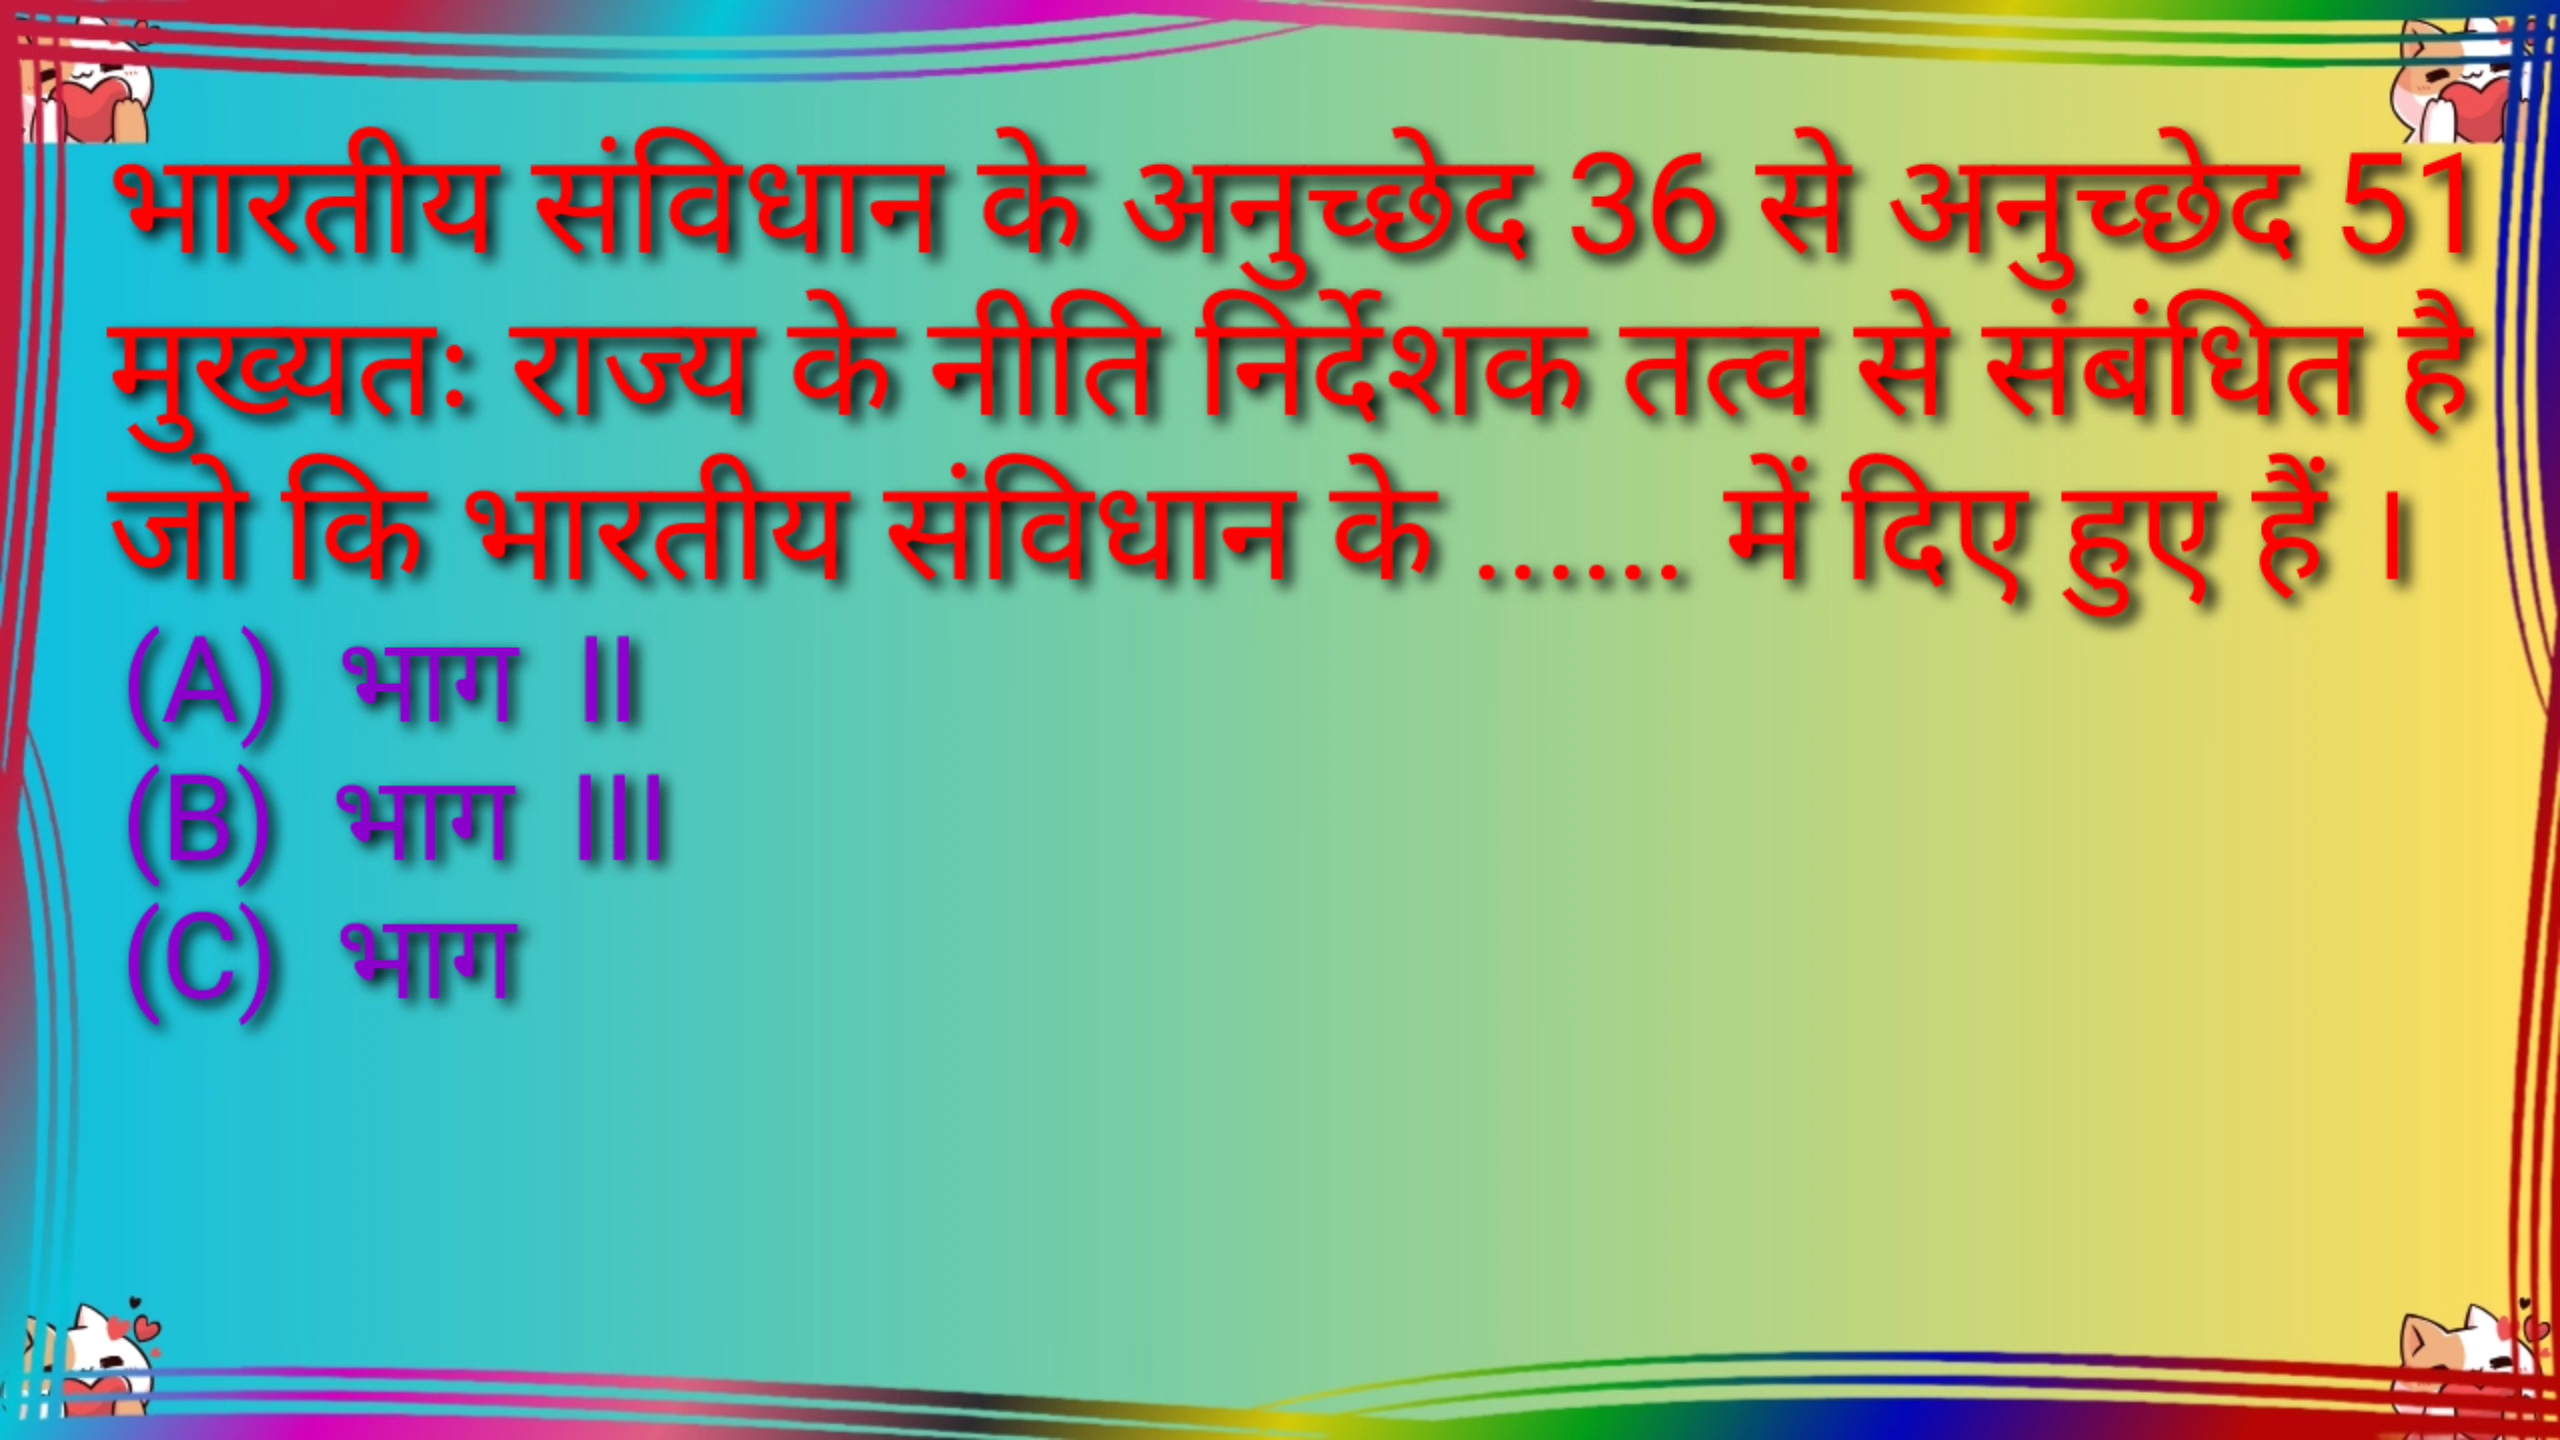 भारतीय संविधान के अनुच्छेद 36 से अनुच्छेद 51
मुख्यतः राज्य के नीति निर्देशक तत्व से संबंधित है
जो कि भारतीय संविधान के ...... में दिए हुए हैं ।
(A) भाग II
(B) भाग III
(C) भाग